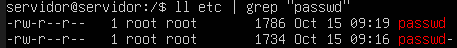 servidor@servidor:/$ ll etc | grep "passwd"
-rw-r--r--   1 root root    1786 Oct 15 09:19 passwd
-rw-r--r--   1 root root    1734 Oct 15 09:16 passwd-